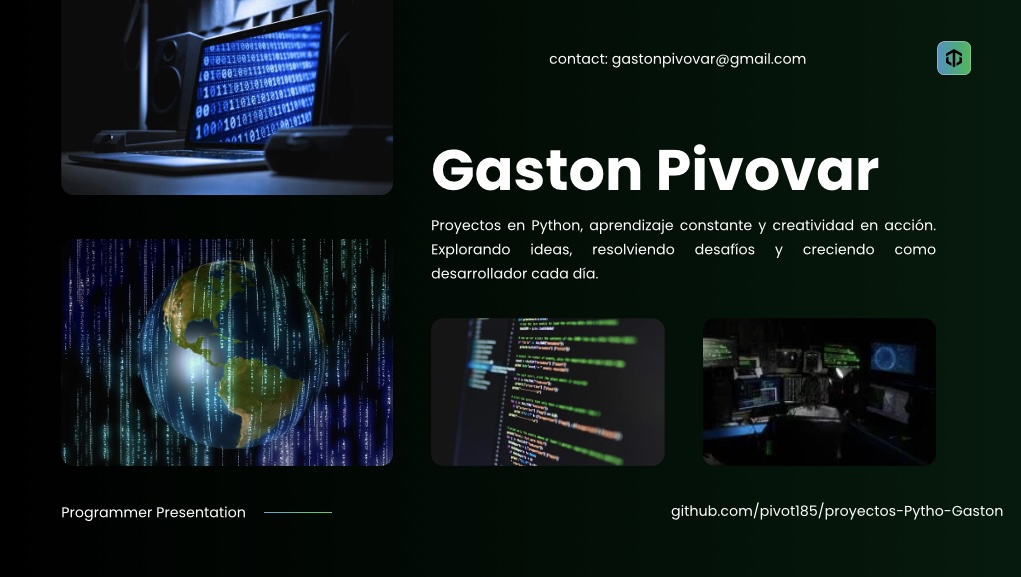 contact: gastonpivovar@gmail.com
Gaston Pivovar
Proyectos en Python, aprendizaje constante y creatividad en acción.
Explorando ideas, resolviendo desafíos y creciendo como
desarrollador cada día.
Programmer Presentation
github.com/pivot185/proyectos-Pytho-Gaston